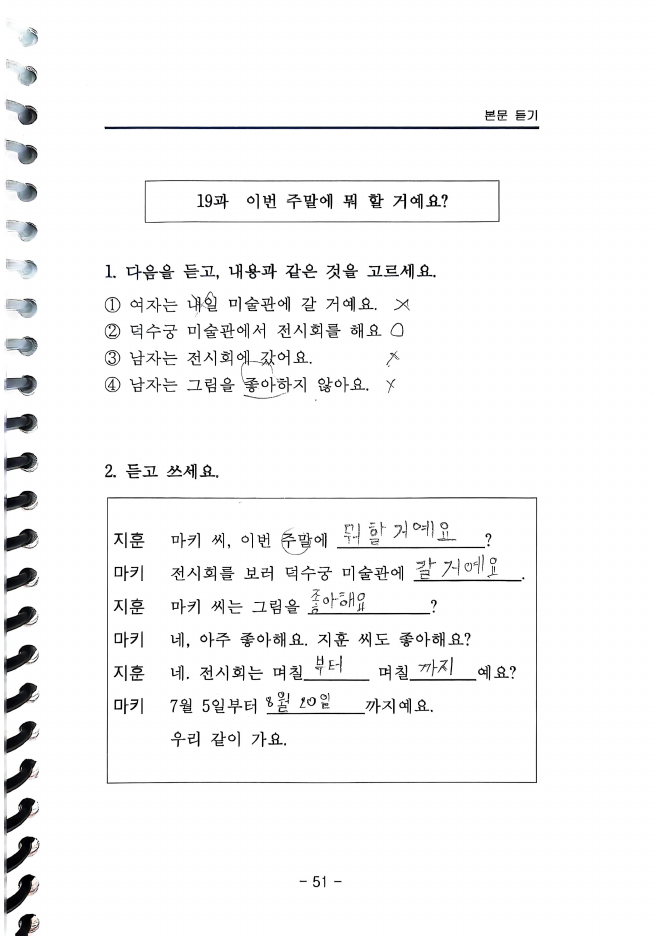 본문 듣기
19과 이번 주말에 뭐 할 거예요?
1. 다음을 듣고, 내용과 같은 것을 고르세요.
① 여자는 내일 미술관에 갈 거예요. ×
② 덕수궁 미술관에서 전시회를 해요 ○
③ 남자는 전시회에 갔어요. ×
④ 남자는 그림을 좋아하지 않아요. ×
2. 듣고 쓰세요.
지훈 마키 씨, 이번 주말에 뭐 할 거예요 ?
마키 전시회를 보러 덕수궁 미술관에 갈 거예요.
지훈 마키 씨는 그림을 좋아해요 ?
마키 네, 아주 좋아해요. 지훈 씨도 좋아해요?
지훈 네. 전시회는 며칠 부터 며칠 까지 예요?
마키 7월 5일부터 8월 20일 까지예요.
우리 같이 가요.
- 51 -